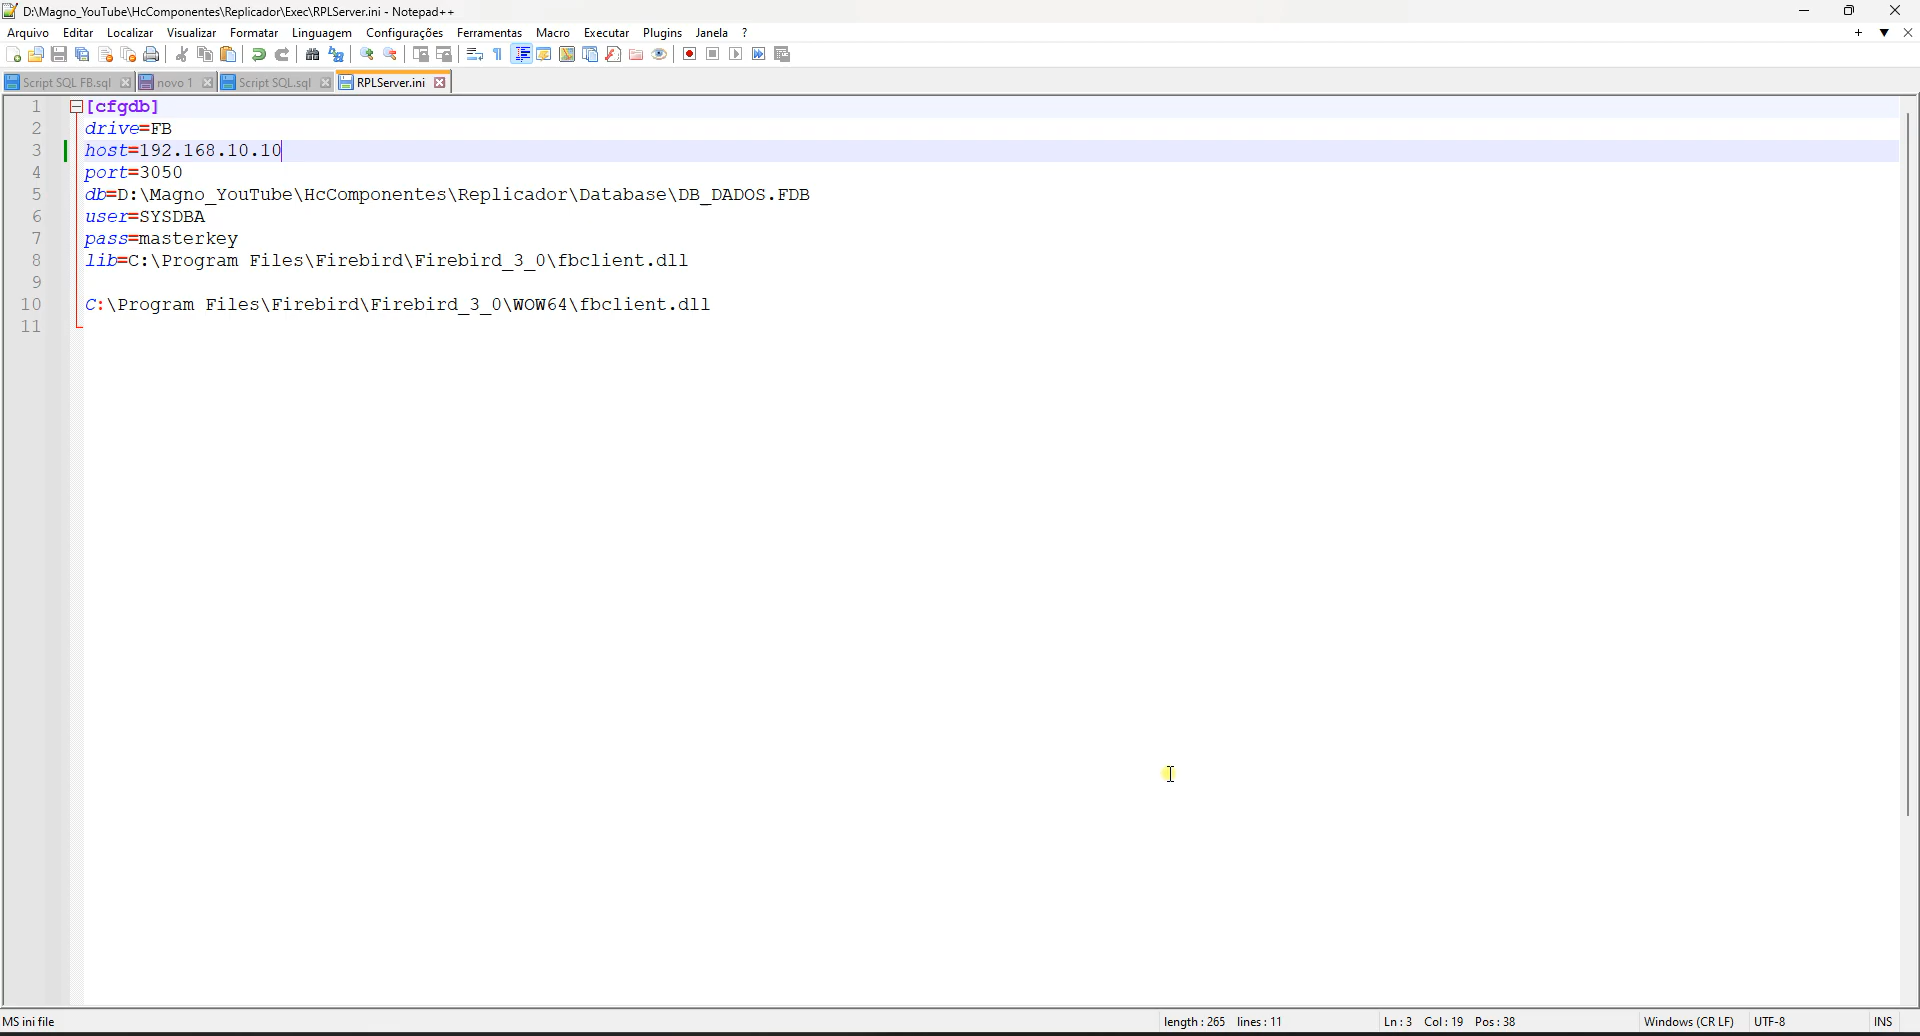 D:\Magno_YouTube\HcComponentes\Replicador\Exec\RPLServer.ini - Notepad++
Arquivo Editar Localizar Visualizar Formatar Linguagem Configurações Ferramentas Macro Executar Plugins Janela ?
Script SQL FB.sql novo 1 Script SQL.sql RPLServer.ini
1 [cfgdb]
2 drive=FB
3 host=192.168.10.10
4 port=3050
5 db=D:\Magno_YouTube\HcComponentes\Replicador\Database\DB_DADOS.FDB
6 user=SYSDBA
7 pass=masterkey
8 lib=C:\Program Files\Firebird\Firebird_3_0\fbclient.dll
9
10 C:\Program Files\Firebird\Firebird_3_0\WOW64\fbclient.dll
11
MS ini file length : 265 lines : 11 Ln : 3 Col : 19 Pos : 38 Windows (CR LF) UTF-8 INS